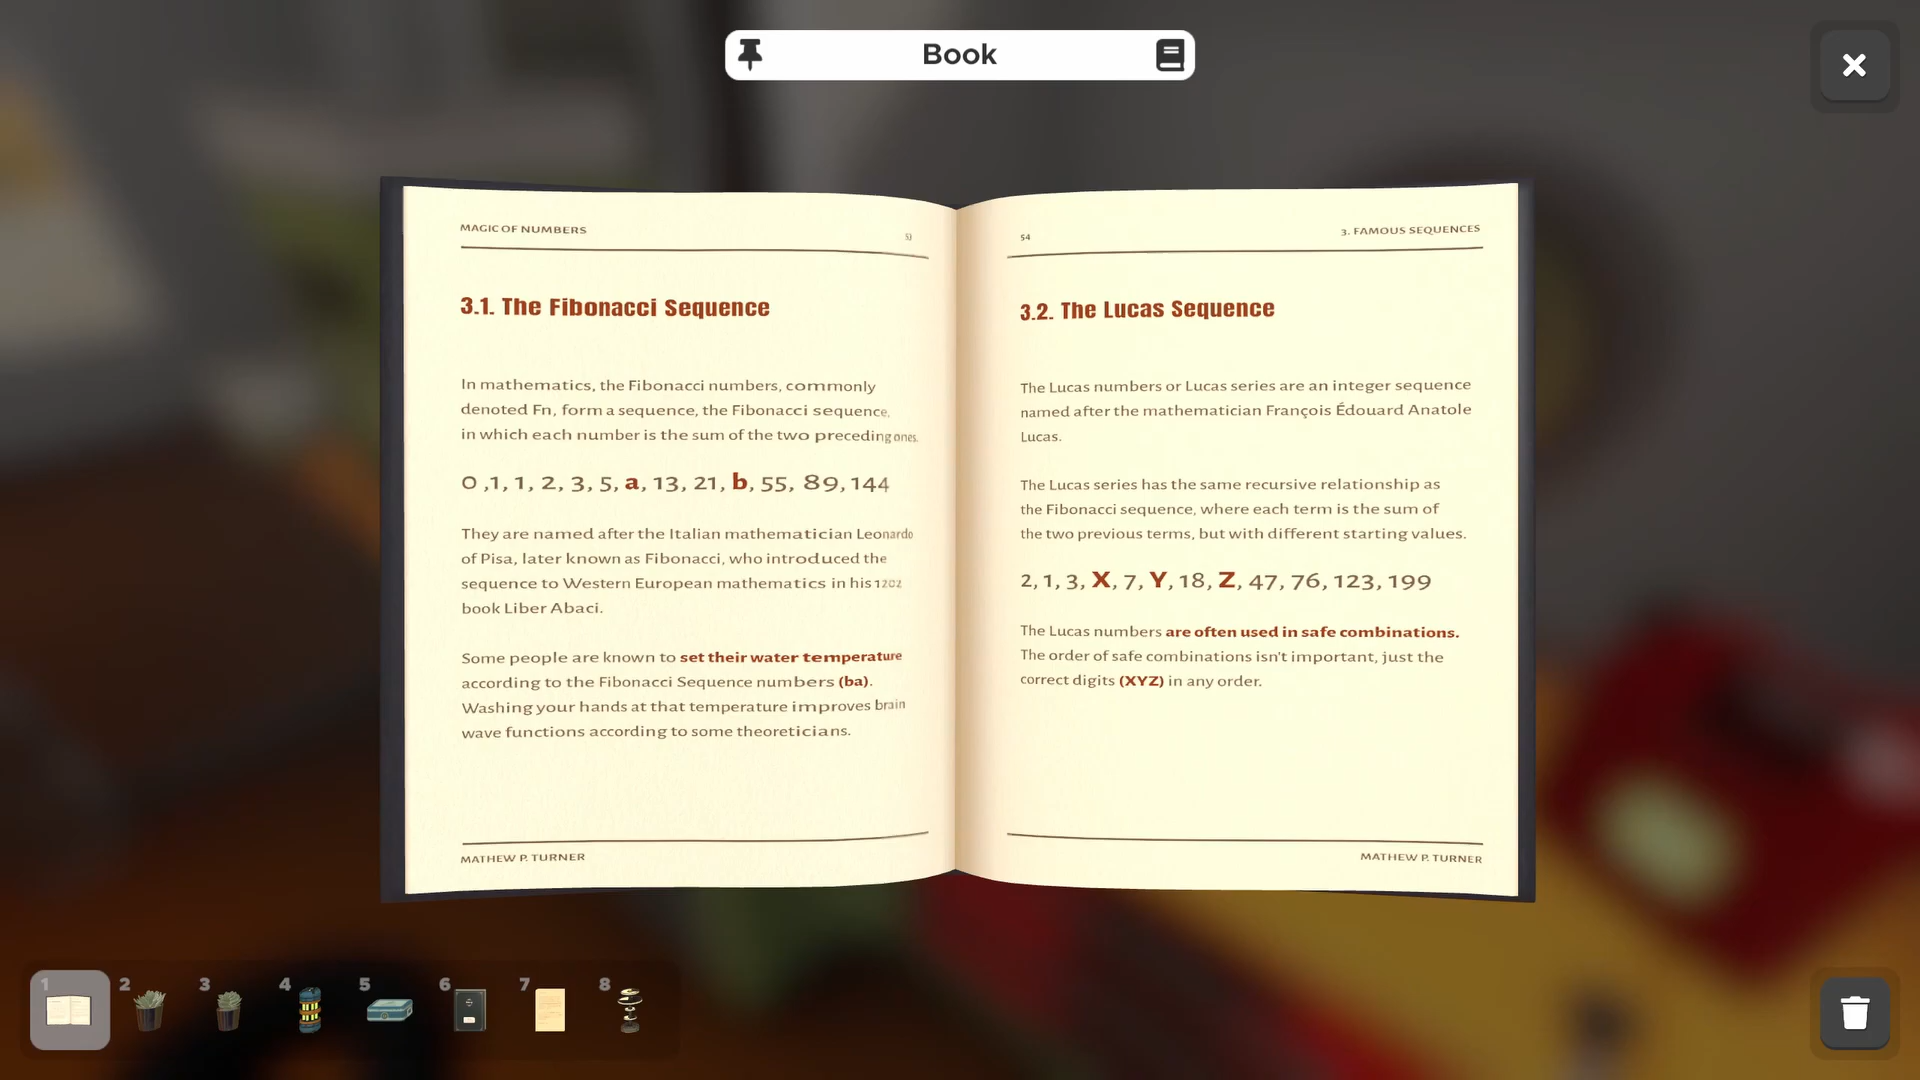 Book
MAGIC OF NUMBERS
53
3.1. The Fibonacci Sequence
In mathematics, the Fibonacci numbers, commonly
denoted Fn, form a sequence, the Fibonacci sequence,
in which each number is the sum of the two preceding ones.
0 ,1, 1, 2, 3, 5, a, 13, 21, b, 55, 89, 144
They are named after the Italian mathematician Leonardo
of Pisa, later known as Fibonacci, who introduced the
sequence to Western European mathematics in his 1202
book Liber Abaci.
Some people are known to set their water temperature
according to the Fibonacci Sequence numbers (ba).
Washing your hands at that temperature improves brain
wave functions according to some theoreticians.
MATHEW P. TURNER
54
3. FAMOUS SEQUENCES
3.2. The Lucas Sequence
The Lucas numbers or Lucas series are an integer sequence
named after the mathematician François Édouard Anatole
Lucas.
The Lucas series has the same recursive relationship as
the Fibonacci sequence, where each term is the sum of
the two previous terms, but with different starting values.
2, 1, 3, X, 7, Y, 18, Z, 47, 76, 123, 199
The Lucas numbers are often used in safe combinations.
The order of safe combinations isn't important, just the
correct digits (XYZ) in any order.
MATHEW P. TURNER
1 2 3 4 5 6 7 8